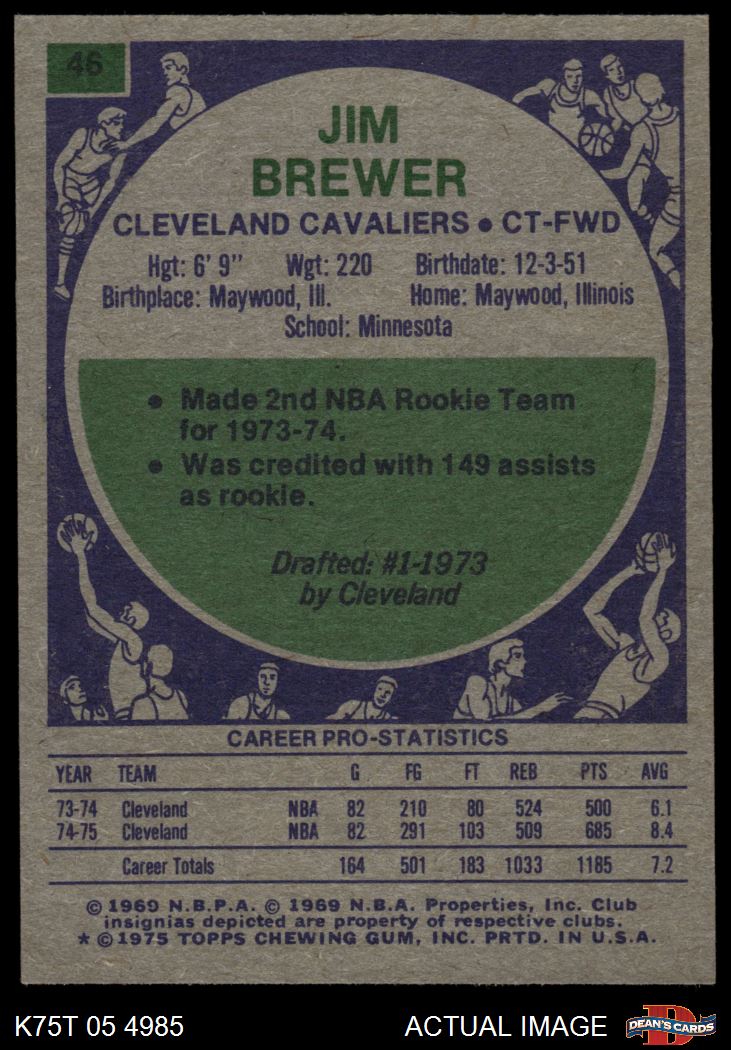 46
JIM
BREWER
CLEVELAND CAVALIERS • CT-FWD
Hgt: 6' 9" Wgt: 220 Birthdate: 12-3-51
Birthplace: Maywood, Ill. Home: Maywood, Illinois
School: Minnesota
• Made 2nd NBA Rookie Team
for 1973-74.
• Was credited with 149 assists
as rookie.
Drafted: #1-1973
by Cleveland
CAREER PRO-STATISTICS
YEAR TEAM G FG FT REB PTS AVG
73-74 Cleveland NBA 82 210 80 524 500 6.1
74-75 Cleveland NBA 82 291 103 509 685 8.4
Career Totals 164 501 183 1033 1185 7.2
© 1969 N.B.P.A. © 1969 N.B.A. Properties, Inc. Club
insignias depicted are property of respective clubs.
* © 1975 TOPPS CHEWING GUM, INC. PRTD. IN U.S.A.
K75T 05 4985 ACTUAL IMAGE D DEAN'S CARDS